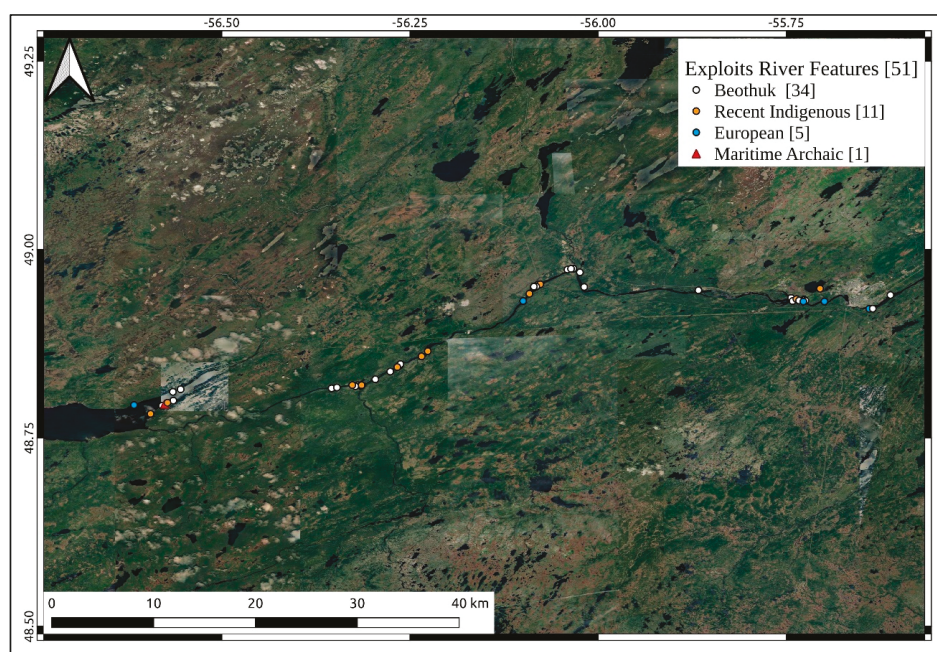 -56.50 -56.25 -56.00 -55.75
49.25
49.00
48.75
48.50
Exploits River Features [51]
Beothuk [34]
Recent Indigenous [11]
European [5]
Maritime Archaic [1]
0 10 20 30 40 km